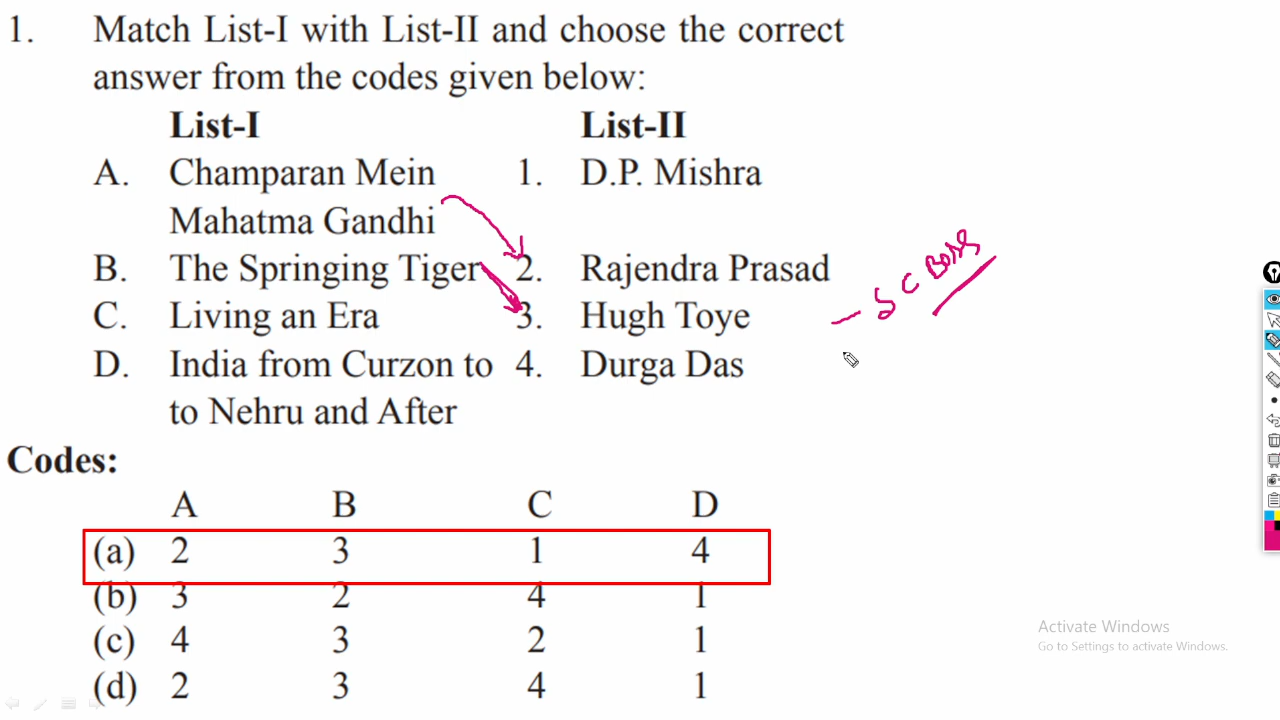 1. Match List-I with List-II and choose the correct
answer from the codes given below:
List-I List-II
A. Champaran Mein 1. D.P. Mishra
Mahatma Gandhi
B. The Springing Tiger 2. Rajendra Prasad
C. Living an Era 3. Hugh Toye
D. India from Curzon to 4. Durga Das
to Nehru and After
– S C Bose
Codes:
A B C D
(a) 2 3 1 4
(b) 3 2 4 1
(c) 4 3 2 1
(d) 2 3 4 1
Activate Windows
Go to Settings to activate Windows.